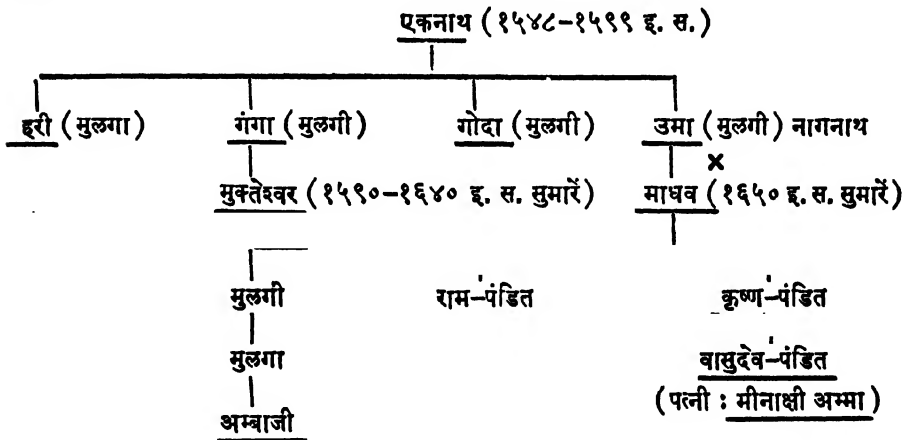 एकनाथ (१५४८-१५९९ इ. स.)
हरी (मुलगा) गंगा (मुलगी) गोदा (मुलगी) उमा (मुलगी) नागनाथ
×
मुक्तेश्वर (१५९०-१६४० इ. स. सुमारें) माधव (१६५० इ. स. सुमारें)
मुलगी राम-पंडित कृष्ण-पंडित
मुलगा वासुदेव-पंडित
(पत्नी : मीनाक्षी अम्मा)
अम्बाजी